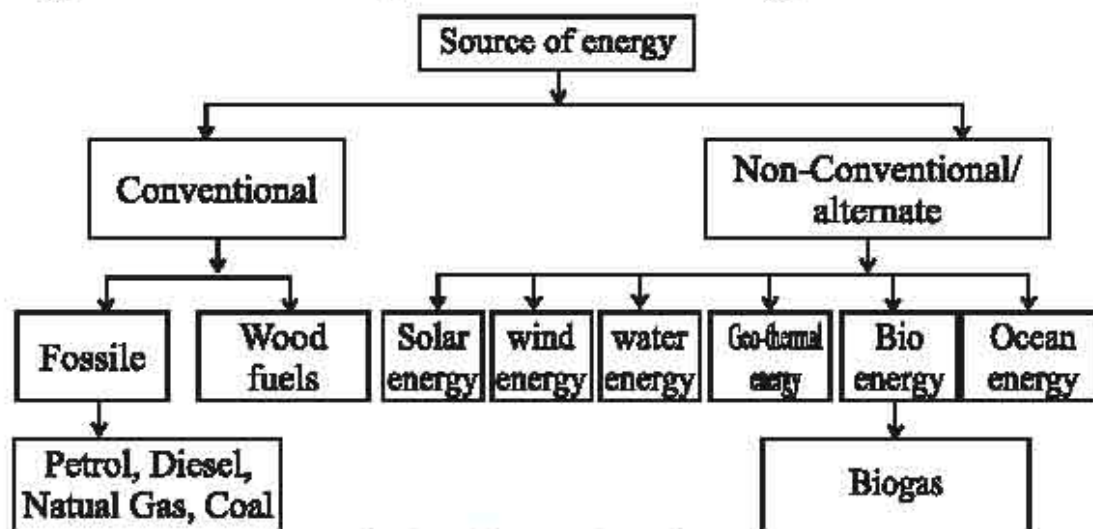 Source of energy
Conventional
Non-Conventional/
alternate
Fossile
Wood
fuels
Solar
energy
wind
energy
water
energy
Geo-thermal
energy
Bio
energy
Ocean
energy
Petrol, Diesel,
Natual Gas, Coal
Biogas